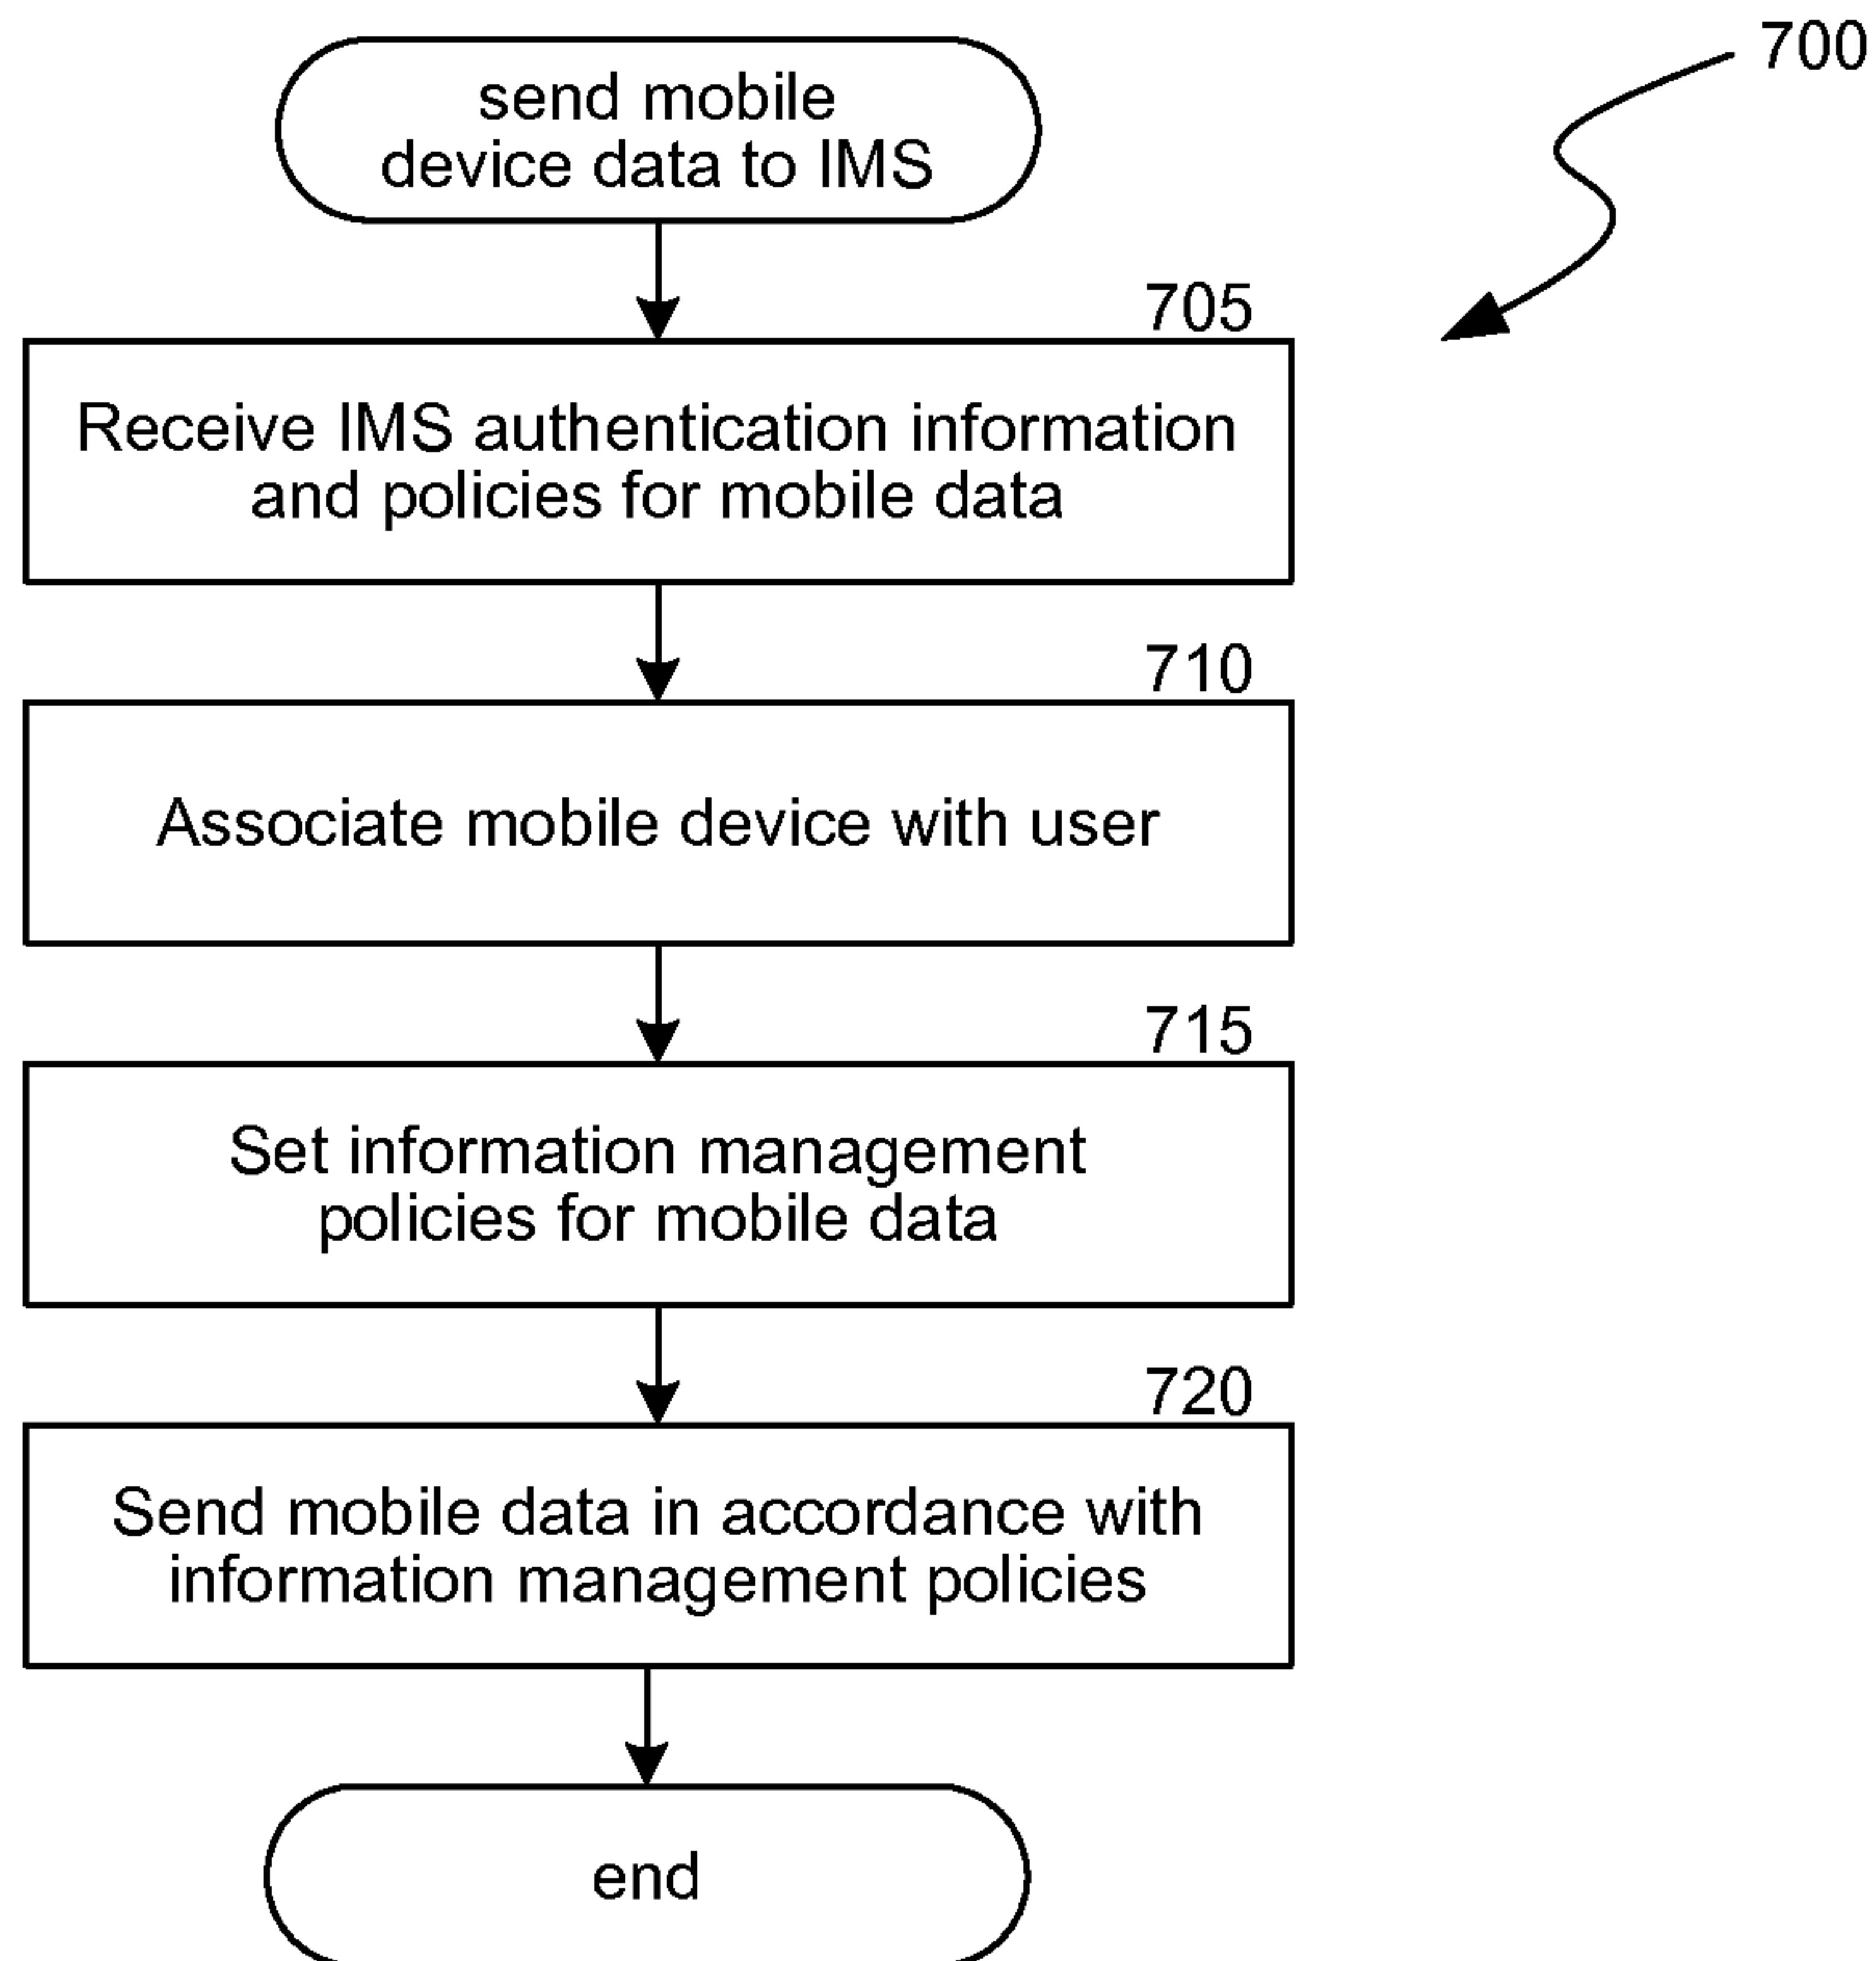 700
send mobile
device data to IMS
705
Receive IMS authentication information
and policies for mobile data
710
Associate mobile device with user
715
Set information management
policies for mobile data
720
Send mobile data in accordance with
information management policies
end